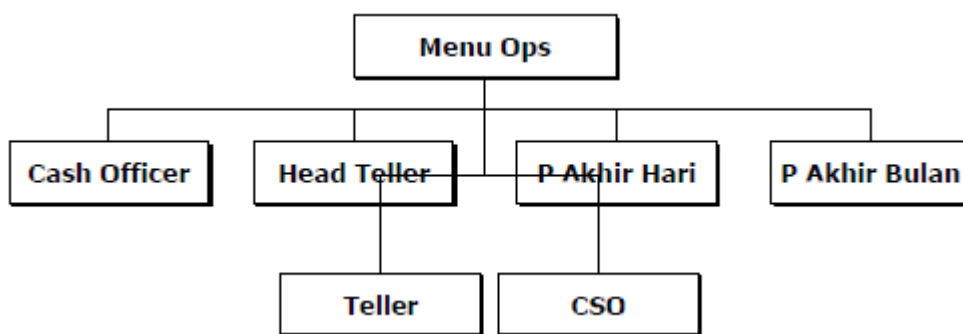 Menu Ops
Cash Officer
Head Teller
P Akhir Hari
P Akhir Bulan
Teller
CSO